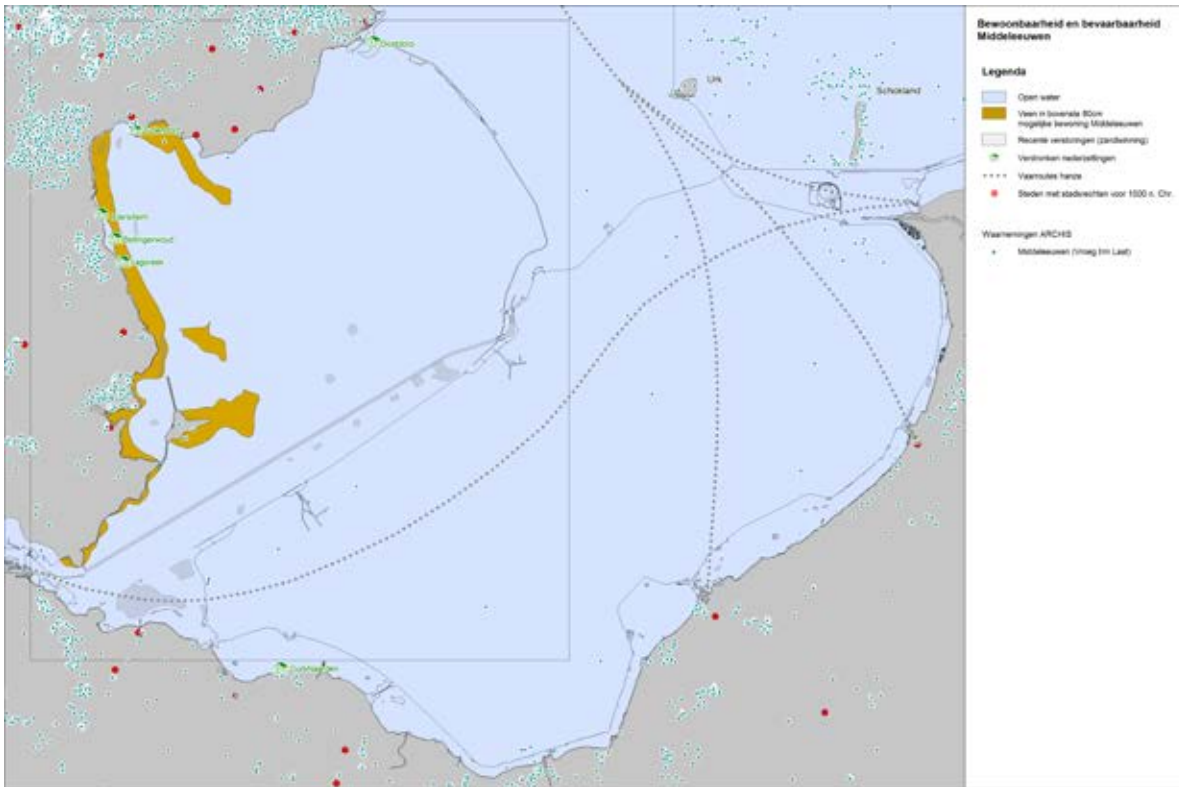 Bewoonbaarheid en bevaarbaarheid
Middeleeuwen
Legenda
Open water
Veen in bovenste 80cm
mogelijke bewoning Middeleeuwen
Recente verstoringen (zandwinning)
Verdronken nederzettingen
Vaarroutes hanze
Steden met stadsrechten voor 1500 n. Chr.
Waarnemingen ARCHIS
Middeleeuwen (Vroeg t/m Laat)
Urk
Schokland